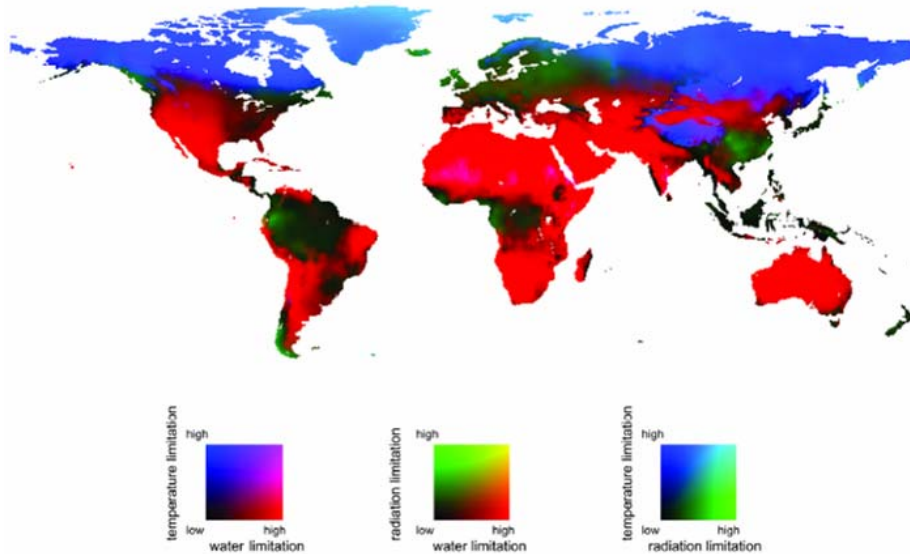 temperature limitation
high
low
high
water limitation
radiation limitation
high
low
high
water limitation
temperature limitation
high
low
high
radiation limitation